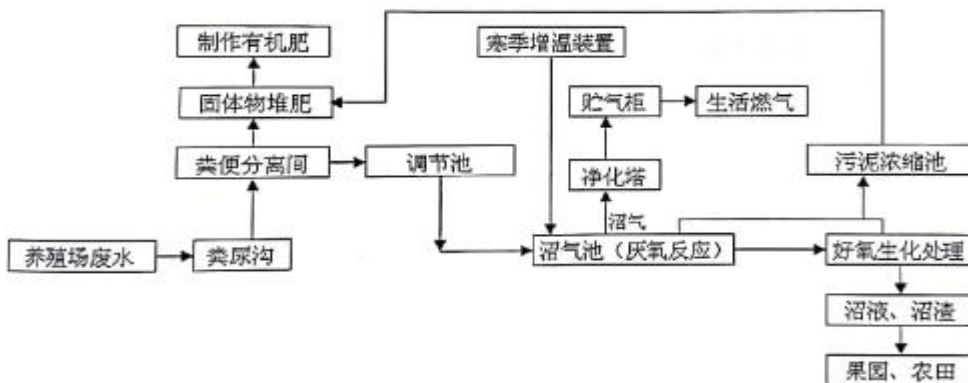 制作有机肥
寒季增温装置
固体物堆肥
贮气柜
生活燃气
粪便分离间
调节池
净化塔
污泥浓缩池
沼气
养殖场废水
粪尿沟
沼气池（厌氧反应）
好氧生化处理
沼液、沼渣
果园、农田